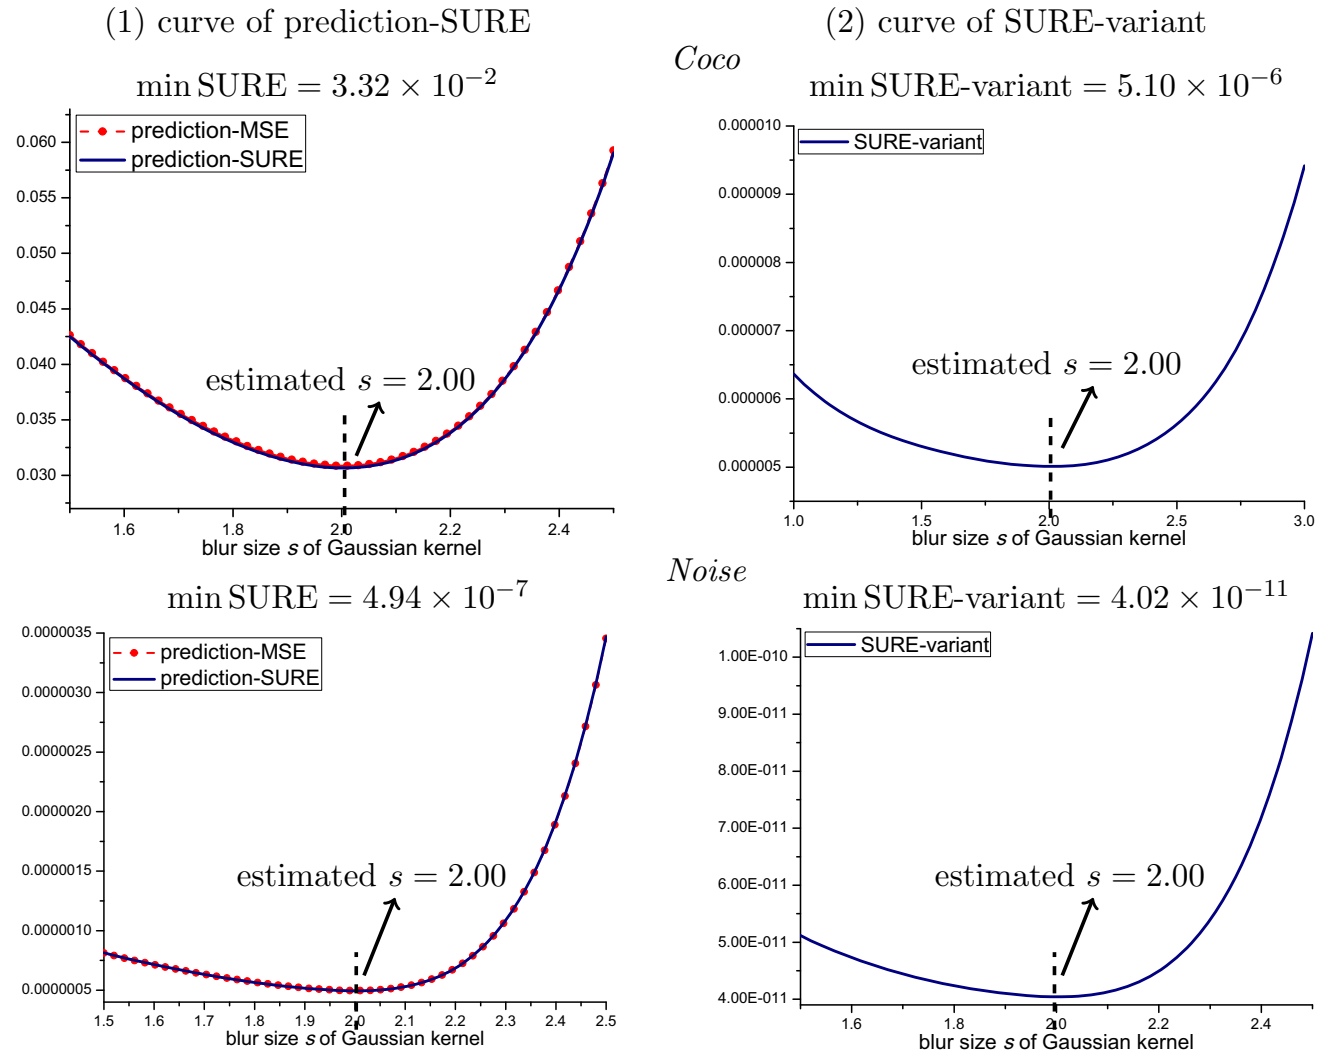 (1) curve of prediction-SURE
(2) curve of SURE-variant
Coco
min SURE = 3.32 × 10⁻²
min SURE-variant = 5.10 × 10⁻⁶
prediction-MSE
prediction-SURE
0.060
0.055
0.050
0.045
0.040
0.035
0.030
estimated s = 2.00
1.6 1.8 2.0 2.2 2.4
blur size s of Gaussian kernel
SURE-variant
0.000010
0.000009
0.000008
0.000007
0.000006
0.000005
estimated s = 2.00
1.0 1.5 2.0 2.5 3.0
blur size s of Gaussian kernel
Noise
min SURE = 4.94 × 10⁻⁷
min SURE-variant = 4.02 × 10⁻¹¹
prediction-MSE
prediction-SURE
0.0000035
0.0000030
0.0000025
0.0000020
0.0000015
0.0000010
0.0000005
estimated s = 2.00
1.5 1.6 1.7 1.8 1.9 2.0 2.1 2.2 2.3 2.4 2.5
blur size s of Gaussian kernel
SURE-variant
1.00E-010
9.00E-011
8.00E-011
7.00E-011
6.00E-011
5.00E-011
4.00E-011
estimated s = 2.00
1.6 1.8 2.0 2.2 2.4
blur size s of Gaussian kernel